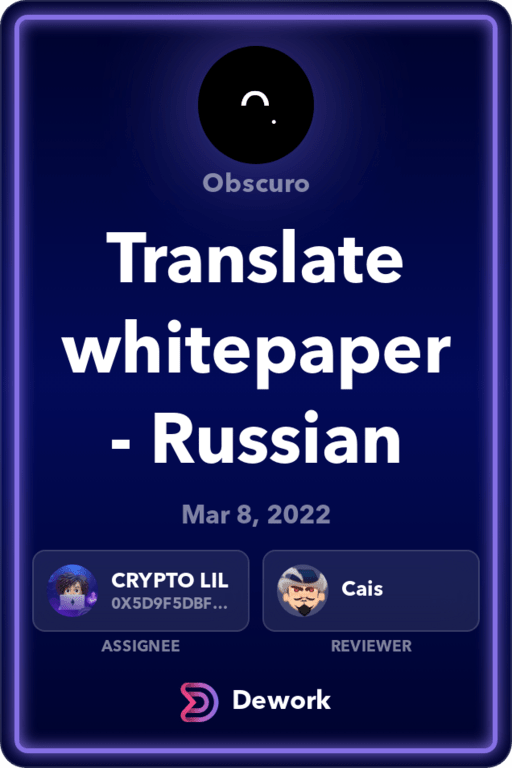 Obscuro
Translate
whitepaper
- Russian
Mar 8, 2022
CRYPTO LIL
0X5D9F5DBF...
Cais
ASSIGNEE
REVIEWER
Dework